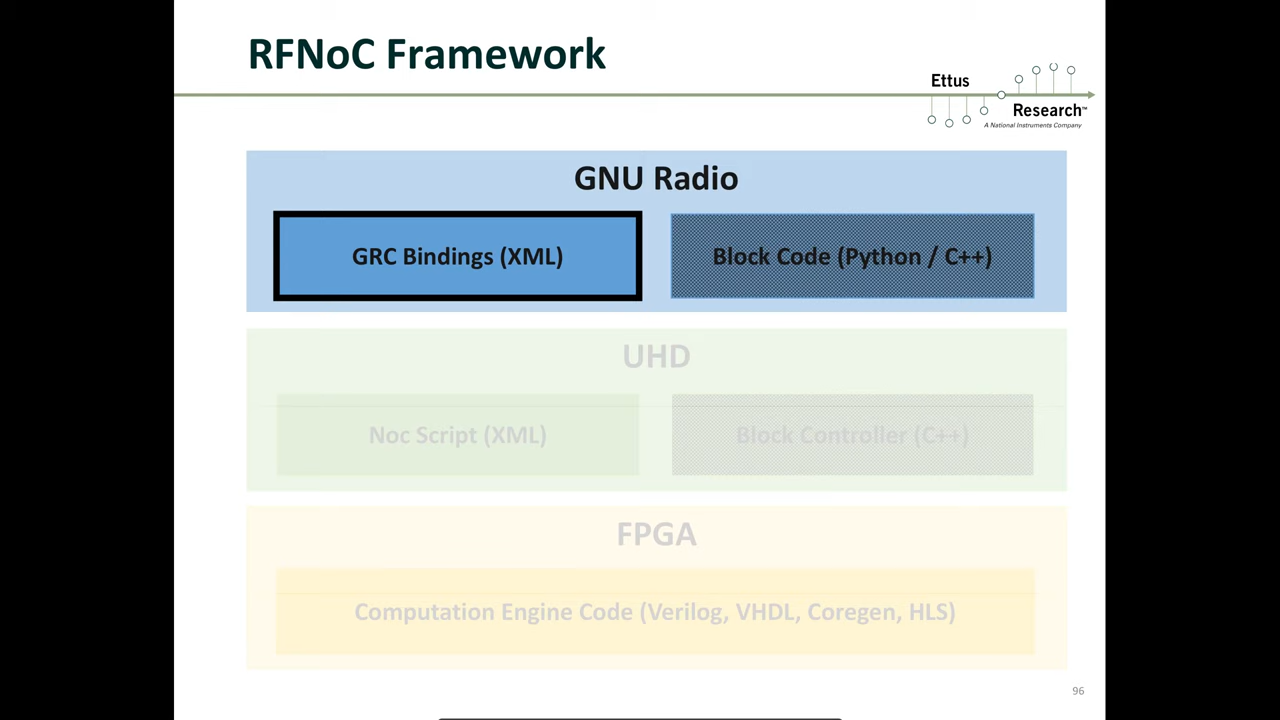 RFNoC Framework
Ettus
Research™
A National Instruments Company
GNU Radio
GRC Bindings (XML)
Block Code (Python / C++)
UHD
Noc Script (XML)
Block Controller (C++)
FPGA
Computation Engine Code (Verilog, VHDL, Coregen, HLS)
96